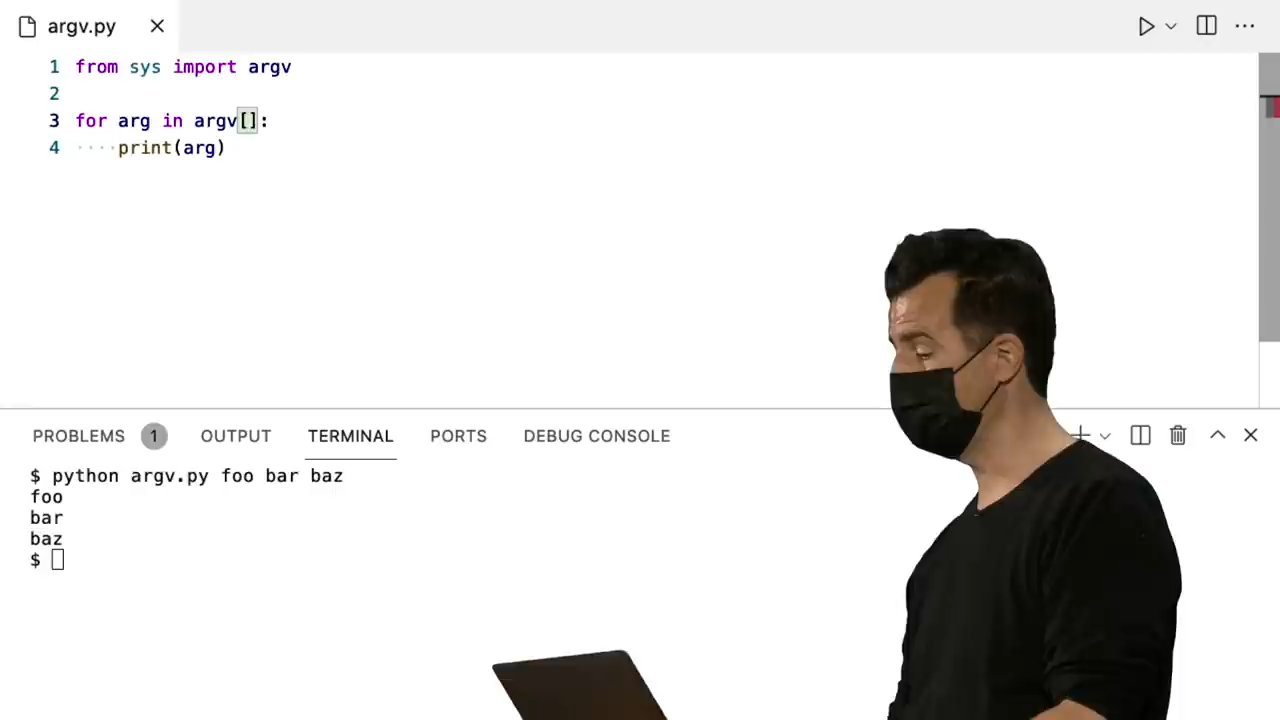 argv.py
1 from sys import argv
2
3 for arg in argv[]:
4 ····print(arg)
PROBLEMS 1 OUTPUT TERMINAL PORTS DEBUG CONSOLE
$ python argv.py foo bar baz
foo
bar
baz
$